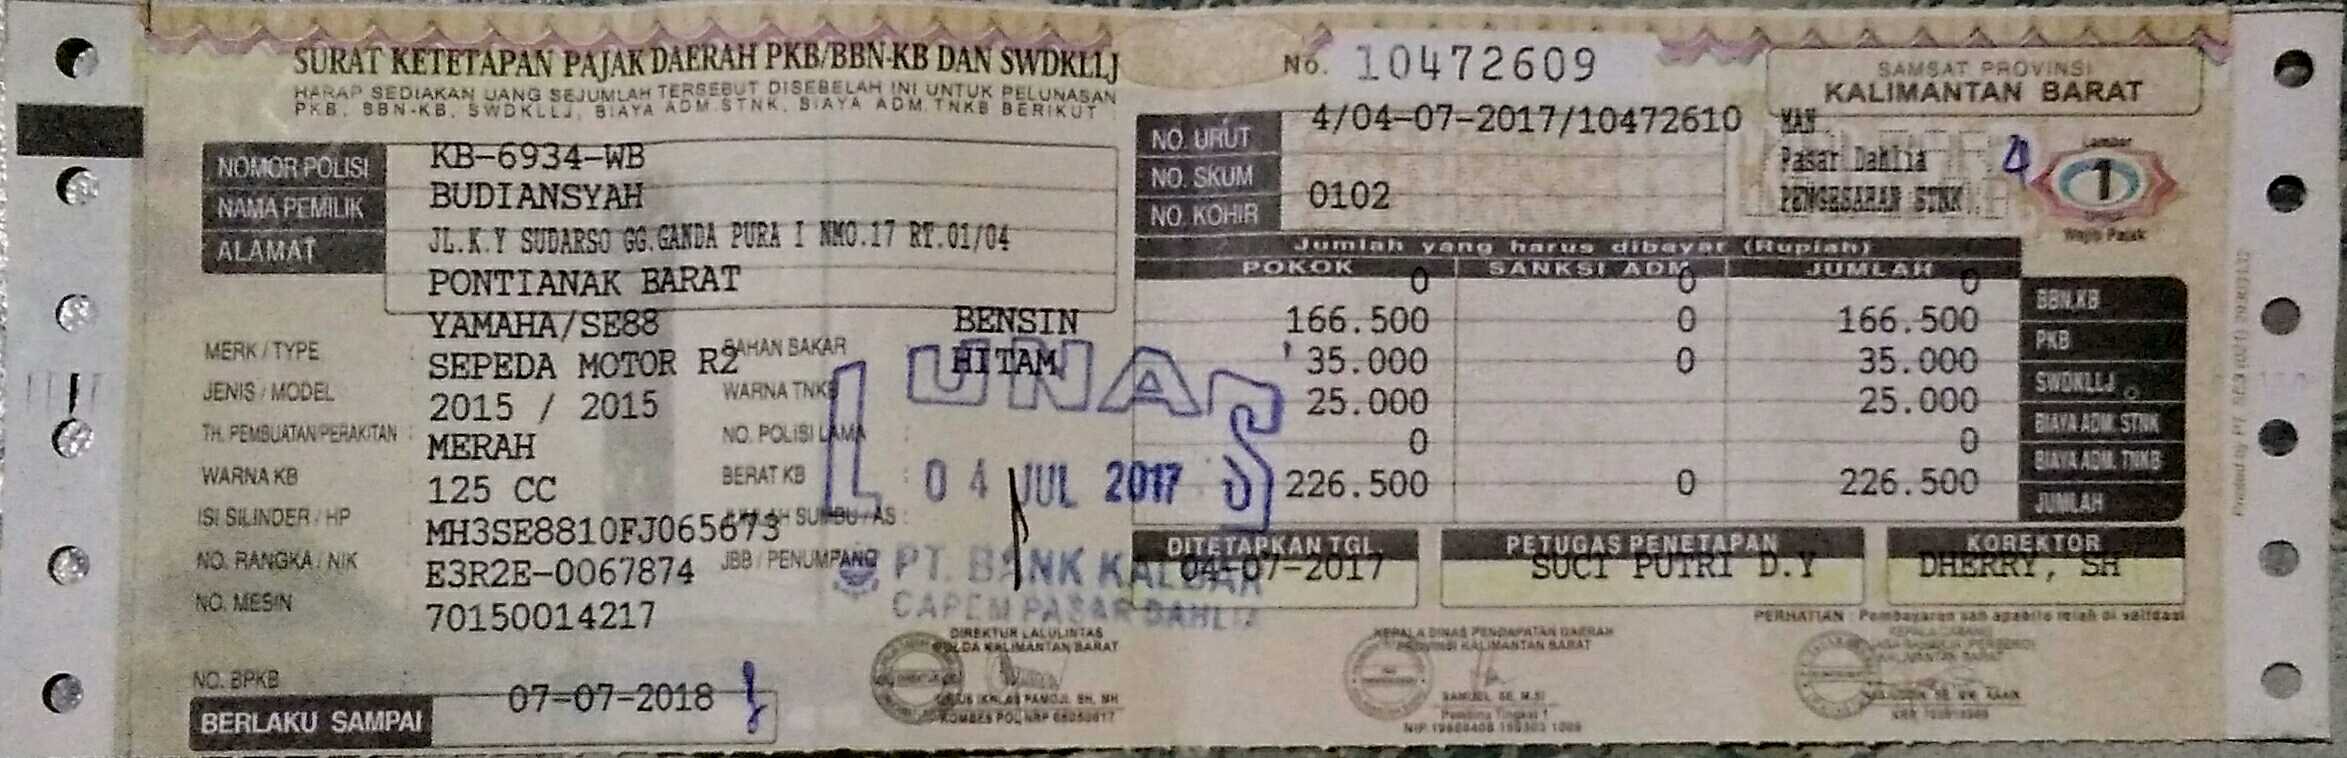 SURAT KETETAPAN PAJAK DAERAH PKB/BBN-KB DAN SWDKLLJ
HARAP SEDIAKAN UANG SEJUMLAH TERSEBUT DISEBELAH INI UNTUK PELUNASAN
PKB, BBN-KB, SWDKLLJ, BIAYA ADM.STNK, BIAYA ADM.TNKB BERIKUT
No. 10472609
SAMSAT PROVINSI
KALIMANTAN BARAT
NOMOR POLISI KB-6934-WB
NAMA PEMILIK BUDIANSYAH
ALAMAT JL.K.Y SUDARSO GG.GANDA PURA I NMO.17 RT.01/04
PONTIANAK BARAT
NO. URUT 4/04-07-2017/10472610
NO. SKUM
NO. KOHIR 0102
MAN
Pasar Dahlia
PENGESAHAN STNK
Lembar
1
Untuk
Wajib Pajak
MERK / TYPE YAMAHA/SE88
JENIS / MODEL SEPEDA MOTOR R2
TH. PEMBUATAN/PERAKITAN : 2015 / 2015
WARNA KB : MERAH
ISI SILINDER / HP : 125 CC
NO. RANGKA / NIK : MH3SE8810FJ065673
NO. MESIN : E3R2E-0067874
NO. BPKB 70150014217
BERLAKU SAMPAI 07-07-2018
BAHAN BAKAR BENSIN
WARNA TNKB HITAM
NO. POLISI LAMA :
BERAT KB :
JUMLAH SUMBU / AS :
JBB / PENUMPANG
LUNAS
04 JUL 2017
PT. BANK KALBAR
CAPEM PASAR DAHLIA
Jumlah yang harus dibayar (Rupiah)
POKOK SANKSI ADM JUMLAH
0 0 0 BBN.KB
166.500 0 166.500 PKB
35.000 0 35.000 SWDKLLJ
25.000 25.000 BIAYA ADM. STNK
0 0 BIAYA ADM. TNKB
226.500 0 226.500 JUMLAH
DITETAPKAN TGL PETUGAS PENETAPAN KOREKTOR
04-07-2017 SUCI PUTRI D.Y DHERRY, SH
PERHATIAN : Pembayaran sah apabila telah di validasi
DIREKTUR LALULINTAS
POLDA KALIMANTAN BARAT
KEPALA DINAS PENDAPATAN DAERAH
PROVINSI KALIMANTAN BARAT
SAMUEL, SE, M.Si
Pembina Tingkat 1
KEPALA CABANG
KALIMANTAN BARAT